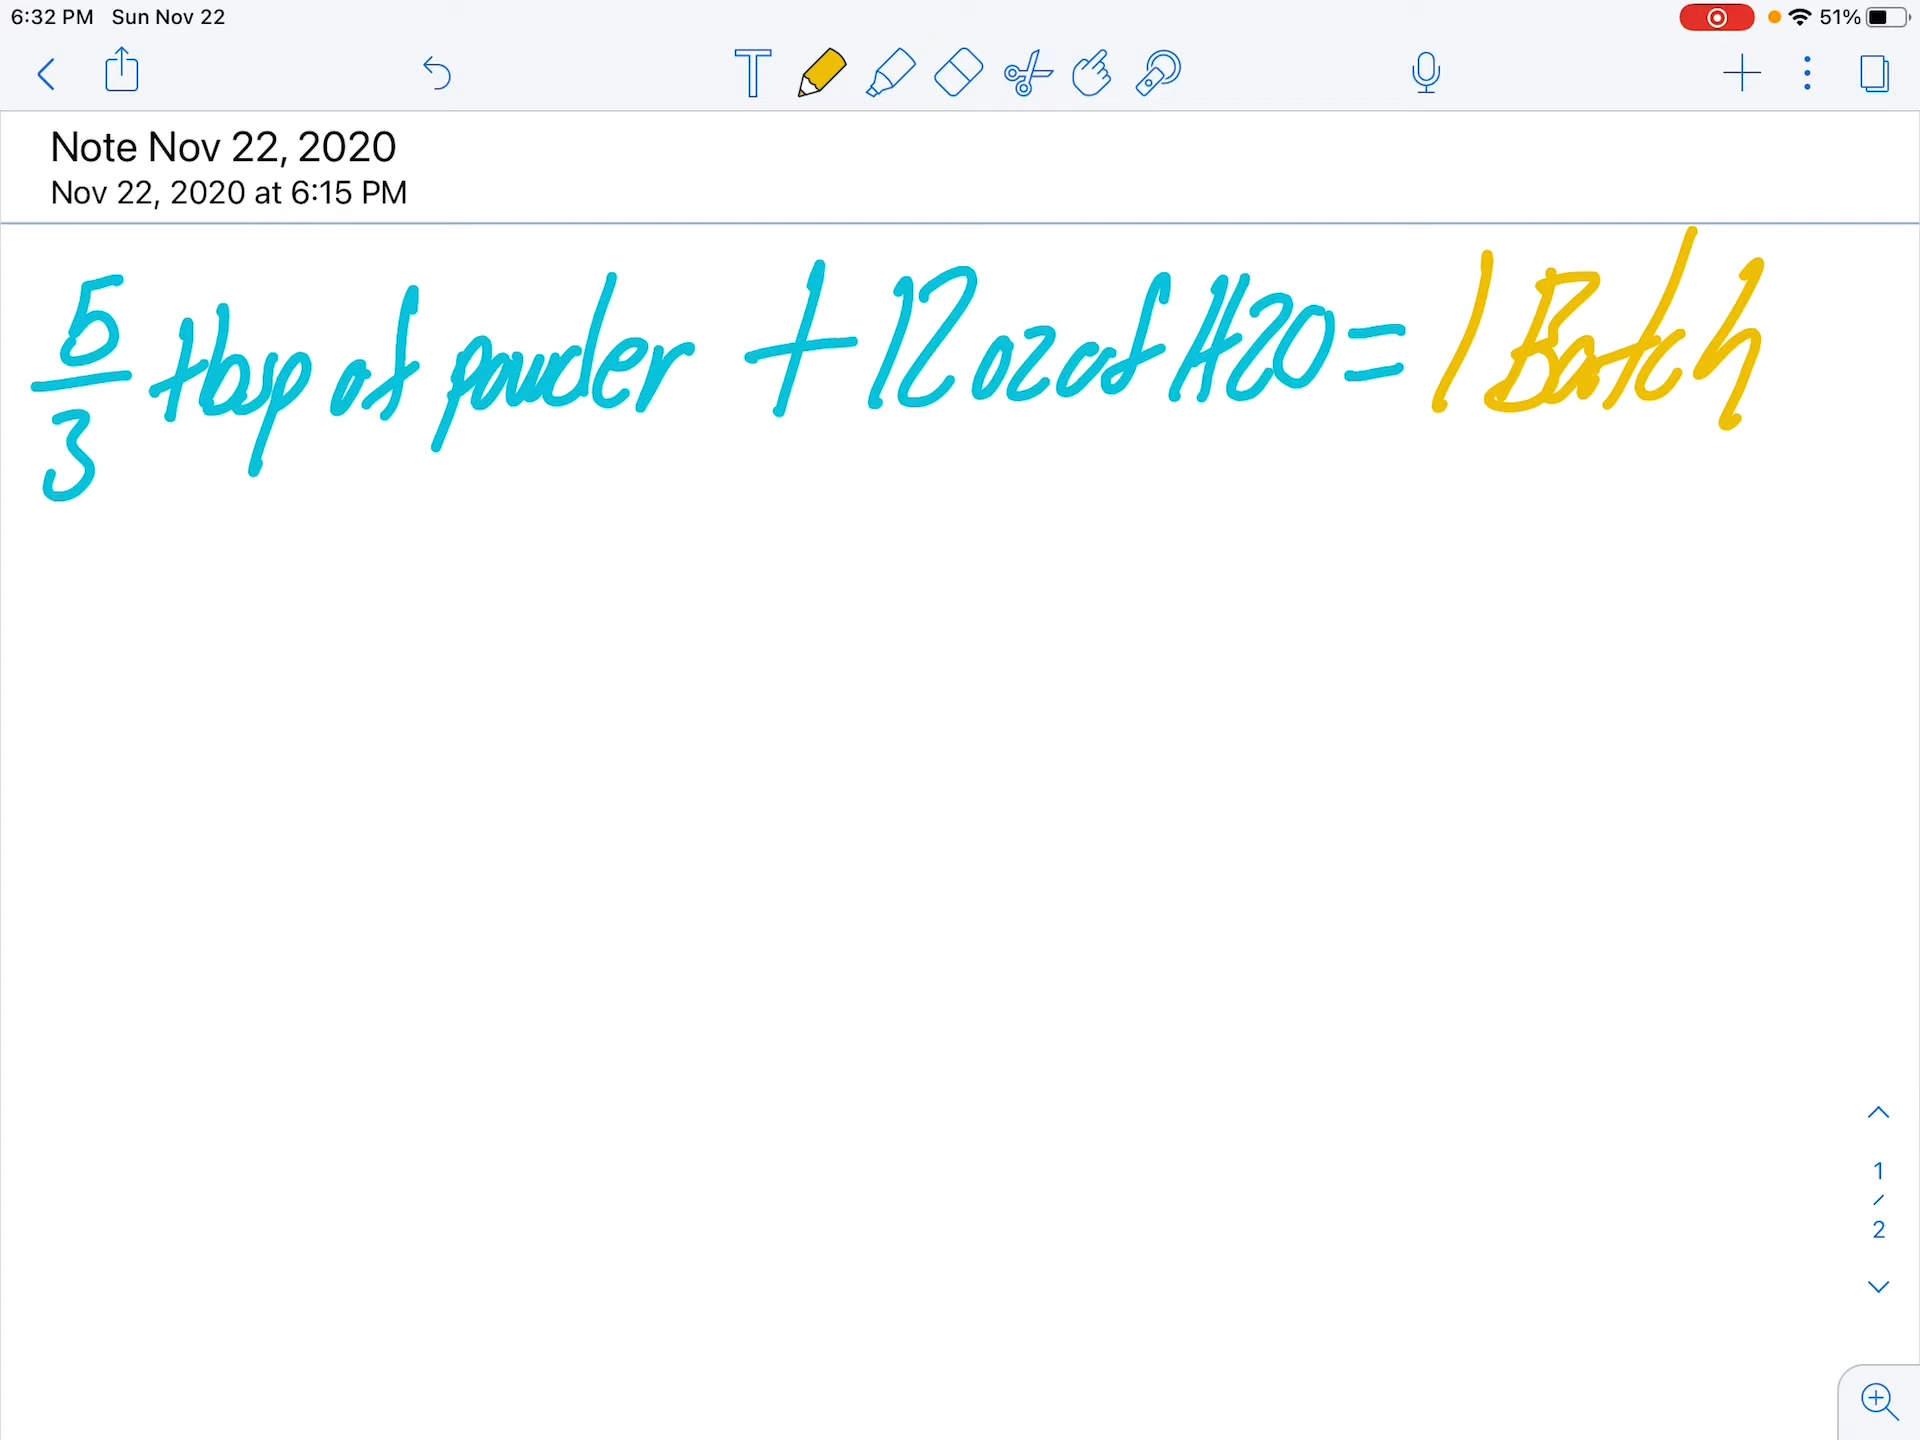 6:32 PM Sun Nov 22 51%
T
Note Nov 22, 2020
Nov 22, 2020 at 6:15 PM
5/3 tbsp of powder + 12 oz of H20 = 1 Batch
1
/
2